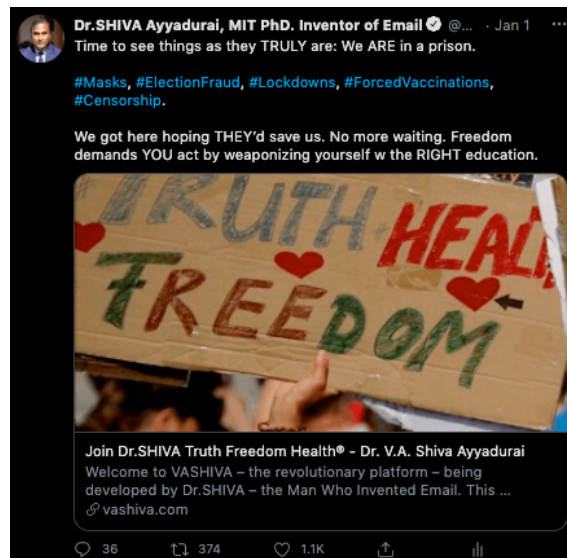 Dr.SHIVA Ayyadurai, MIT PhD. Inventor of Email @... · Jan 1
Time to see things as they TRULY are: We ARE in a prison.
#Masks, #ElectionFraud, #Lockdowns, #ForcedVaccinations,
#Censorship.
We got here hoping THEY'd save us. No more waiting. Freedom
demands YOU act by weaponizing yourself w the RIGHT education.
TRUTH
HEAL
FREEDOM
Join Dr.SHIVA Truth Freedom Health® - Dr. V.A. Shiva Ayyadurai
Welcome to VASHIVA – the revolutionary platform – being
developed by Dr.SHIVA – the Man Who Invented Email. This ...
vashiva.com
36 374 1.1K